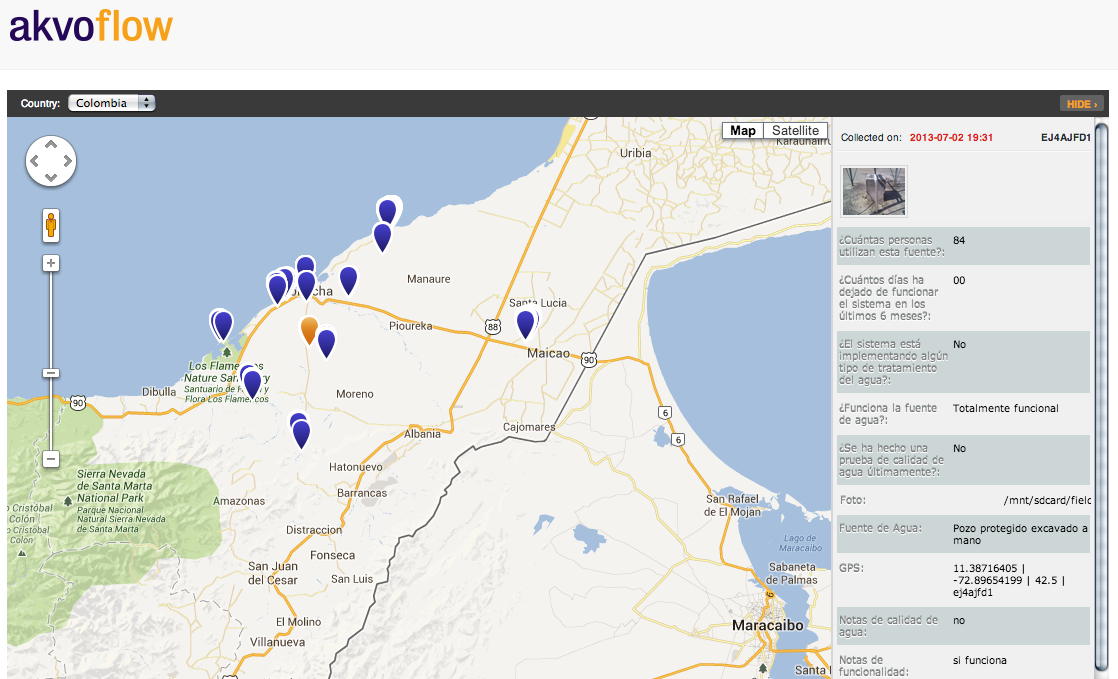 akvoflow
Country: Colombia
HIDE ›
Map Satellite
Uribia
Manaure
Santa Lucia
Pioureka
88
Maicao
90
Los Flamencos
Nature Sanctuary
Santuario de Fauna y
Flora Los Flamencos
Dibulla
90
Moreno
Albania
Cajomares
6
6
Hatonuevo
Barrancas
Sierra Nevada
de Santa Marta
National Park
Parque Nacional
Natural Sierra Nevada
de Santa Marta
Amazonas
Distraccion
Fonseca
San Juan
del Cesar
San Luis
El Molino
Villanueva
San Rafael
de El Mojan
Lago de
Maracaibo
Sabaneta
de Palmas
6
Maracaibo
Santa
Collected on: 2013-07-02 19:31 EJ4AJFD1
¿Cuántas personas
utilizan esta fuente?: 84
¿Cuántos días ha
dejado de funcionar
el sistema en los
últimos 6 meses?: 00
¿El sistema está
implementando algún
tipo de tratamiento
del agua?: No
¿Funciona la fuente
de agua?: Totalmente funcional
¿Se ha hecho una
prueba de calidad de
agua últimamente?: No
Foto: /mnt/sdcard/fielc
Fuente de Agua: Pozo protegido excavado a
mano
GPS: 11.38716405 |
-72.89654199 | 42.5 |
ej4ajfd1
Notas de calidad de
agua: no
Notas de
funcionalidad: si funciona